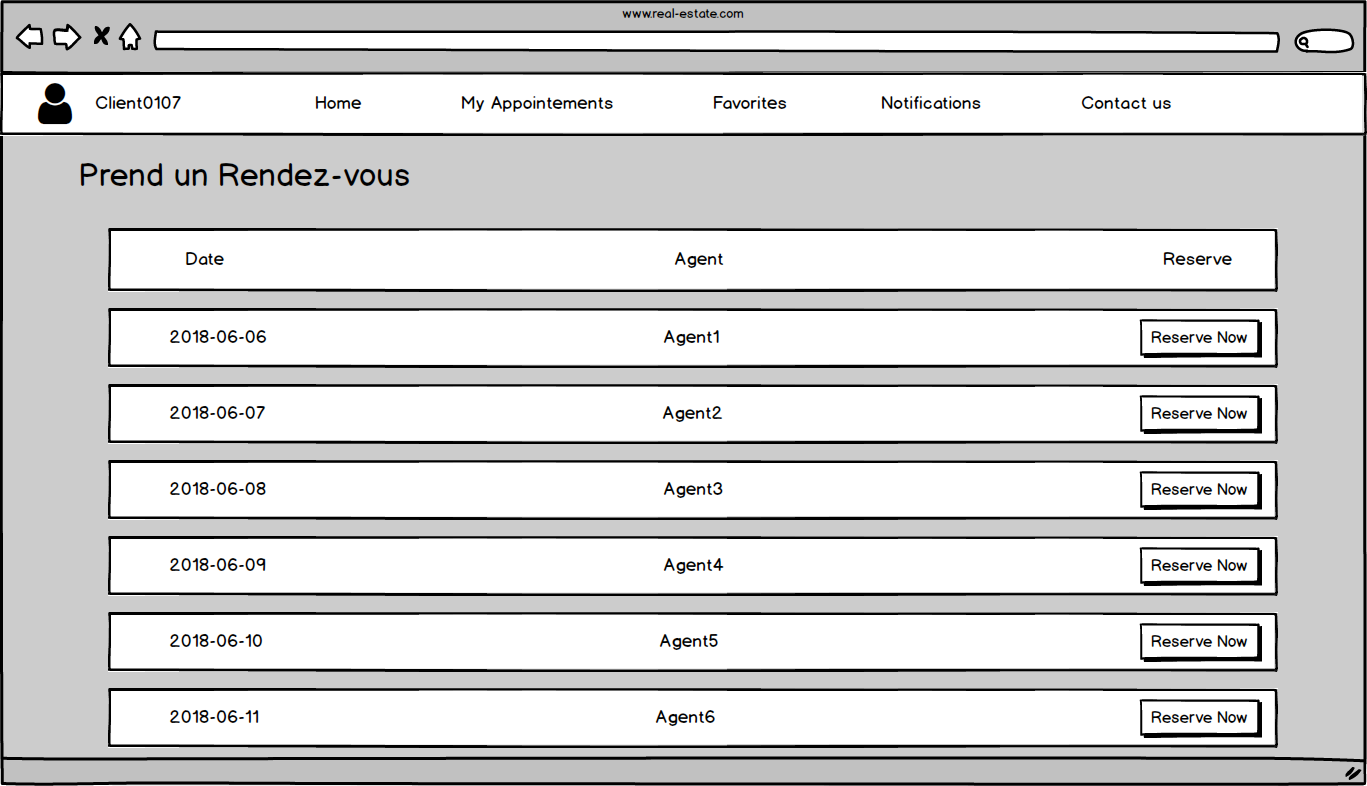 www.real-estate.com
Client0107 Home My Appointements Favorites Notifications Contact us
Prend un Rendez-vous
Date Agent Reserve
2018-06-06 Agent1 Reserve Now
2018-06-07 Agent2 Reserve Now
2018-06-08 Agent3 Reserve Now
2018-06-09 Agent4 Reserve Now
2018-06-10 Agent5 Reserve Now
2018-06-11 Agent6 Reserve Now